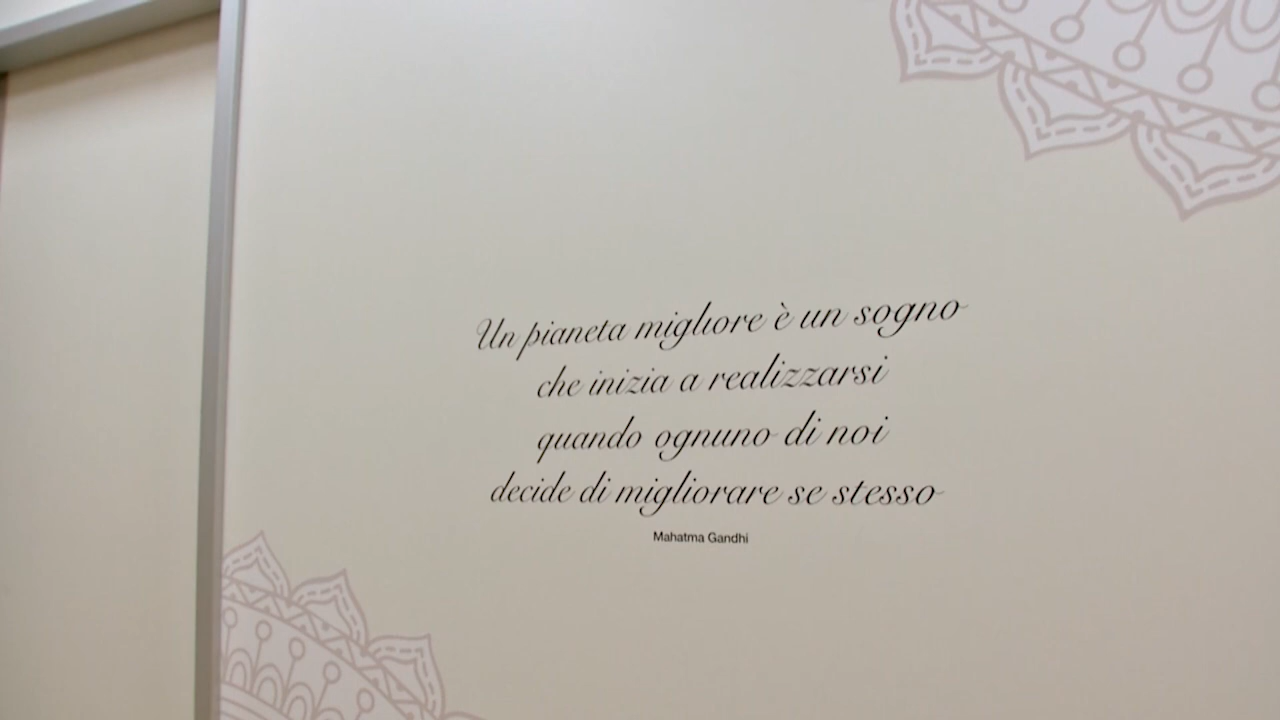 Un pianeta migliore è un sogno
che inizia a realizzarsi
quando ognuno di noi
decide di migliorare se stesso
Mahatma Gandhi